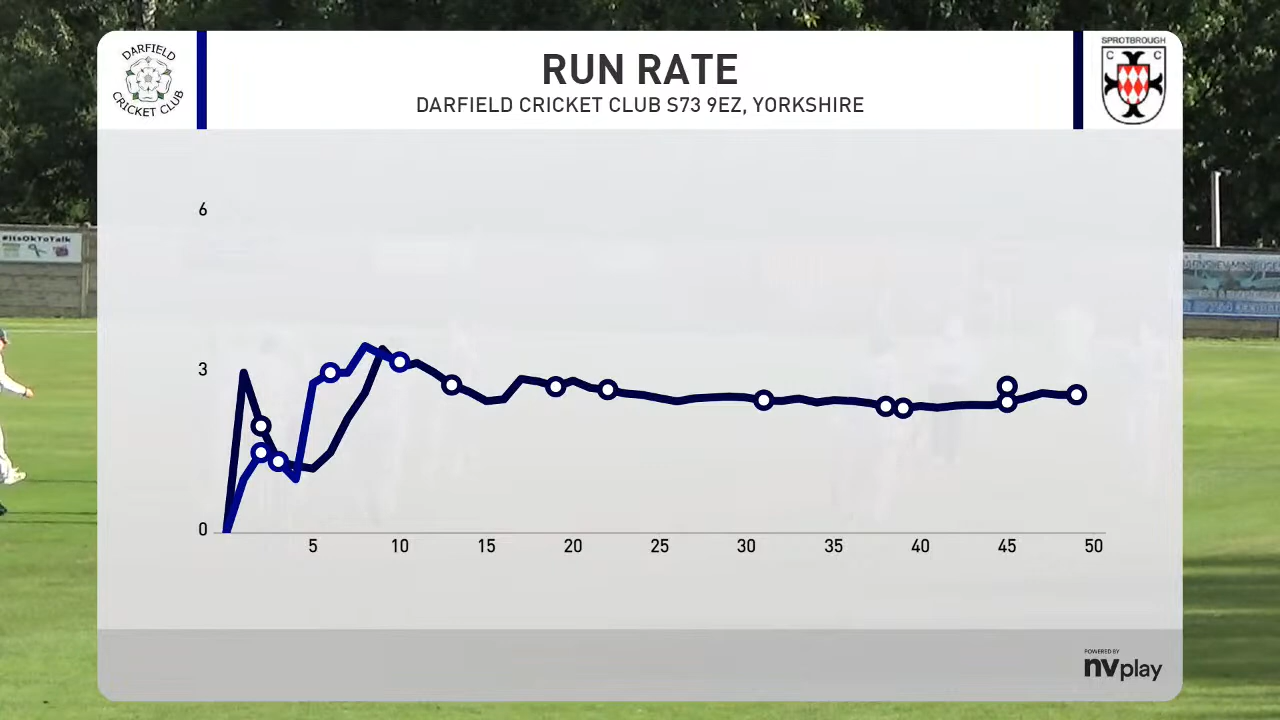 DARFIELD
CRICKET CLUB
RUN RATE
DARFIELD CRICKET CLUB S73 9EZ, YORKSHIRE
SPROTBROUGH
C C
#ItsOkToTalk
6
3
0
5 10 15 20 25 30 35 40 45 50
POWERED BY
nvplay